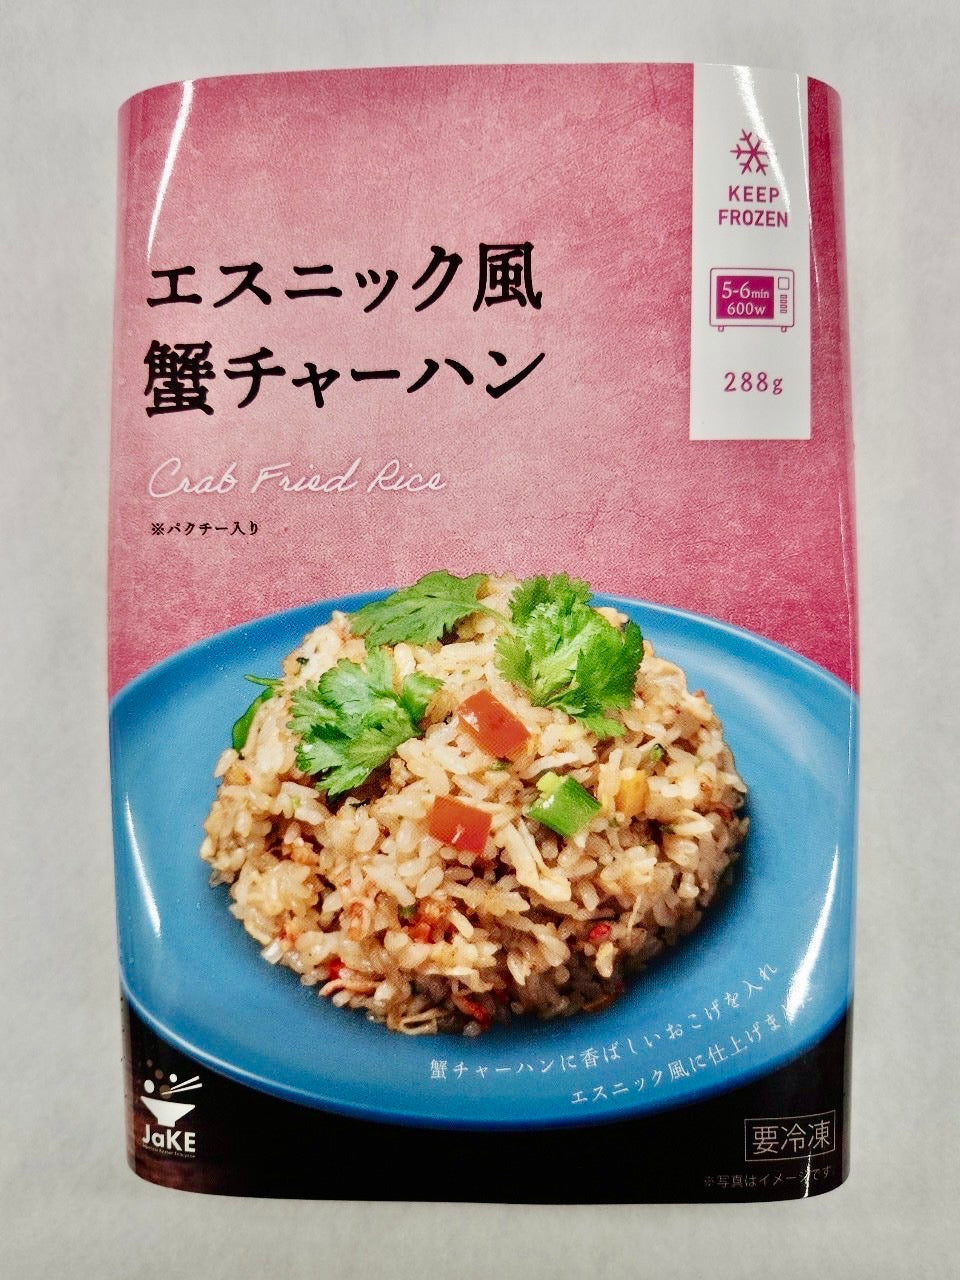 KEEP
FROZEN
5-6min
600w
288g
エスニック風
蟹チャーハン
Crab Fried Rice
※パクチー入り
蟹チャーハンに香ばしいおこげを入れ
エスニック風に仕上げま
JaKE
要冷凍
※写真はイメージです